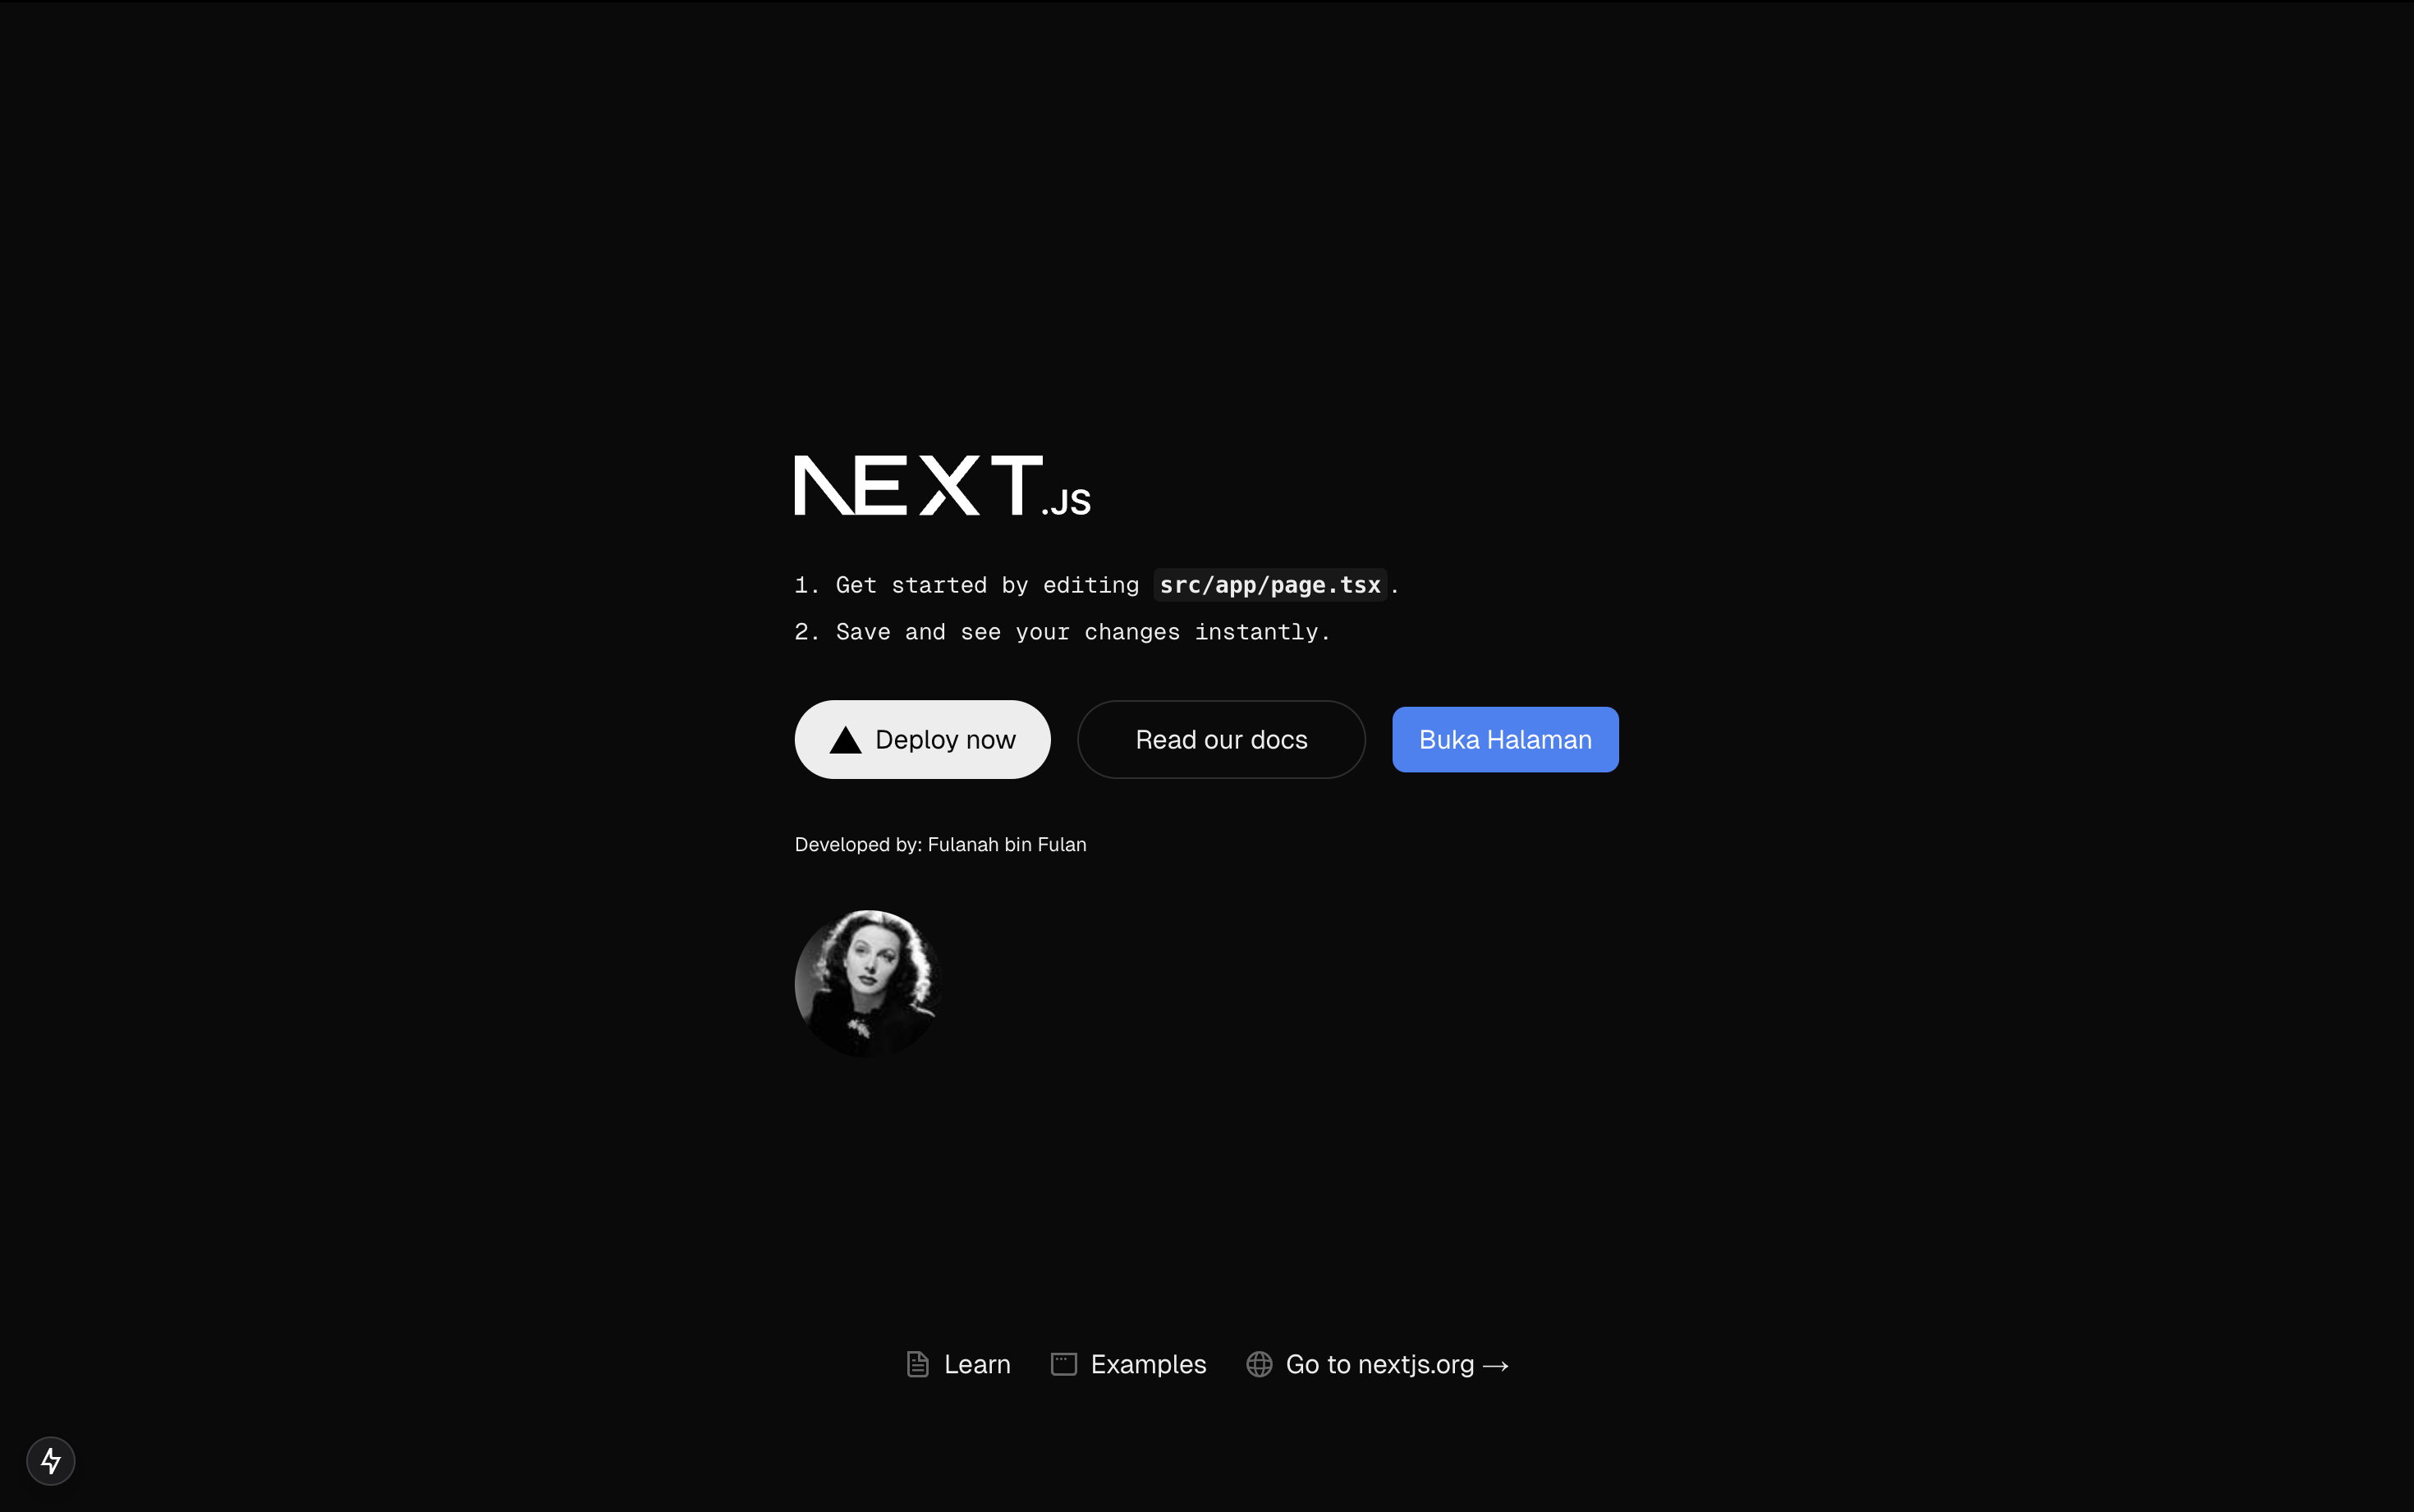 NEXT.JS
1. Get started by editing src/app/page.tsx.
2. Save and see your changes instantly.
Deploy now
Read our docs
Buka Halaman
Developed by: Fulanah bin Fulan
Learn
Examples
Go to nextjs.org →